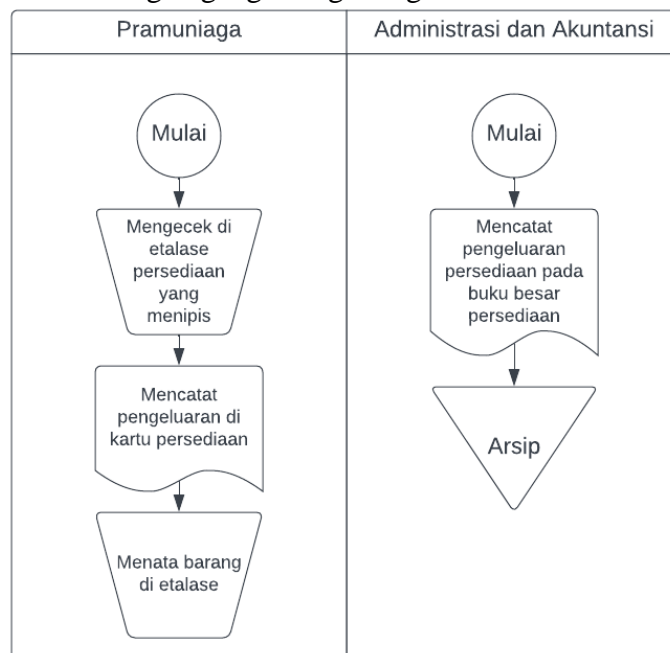 Pramuniaga
Administrasi dan Akuntansi
Mulai
Mengecek di
etalase
persediaan
yang
menipis
Mencatat
pengeluaran di
kartu persediaan
Menata barang
di etalase
Mulai
Mencatat
pengeluaran
persediaan pada
buku besar
persediaan
Arsip